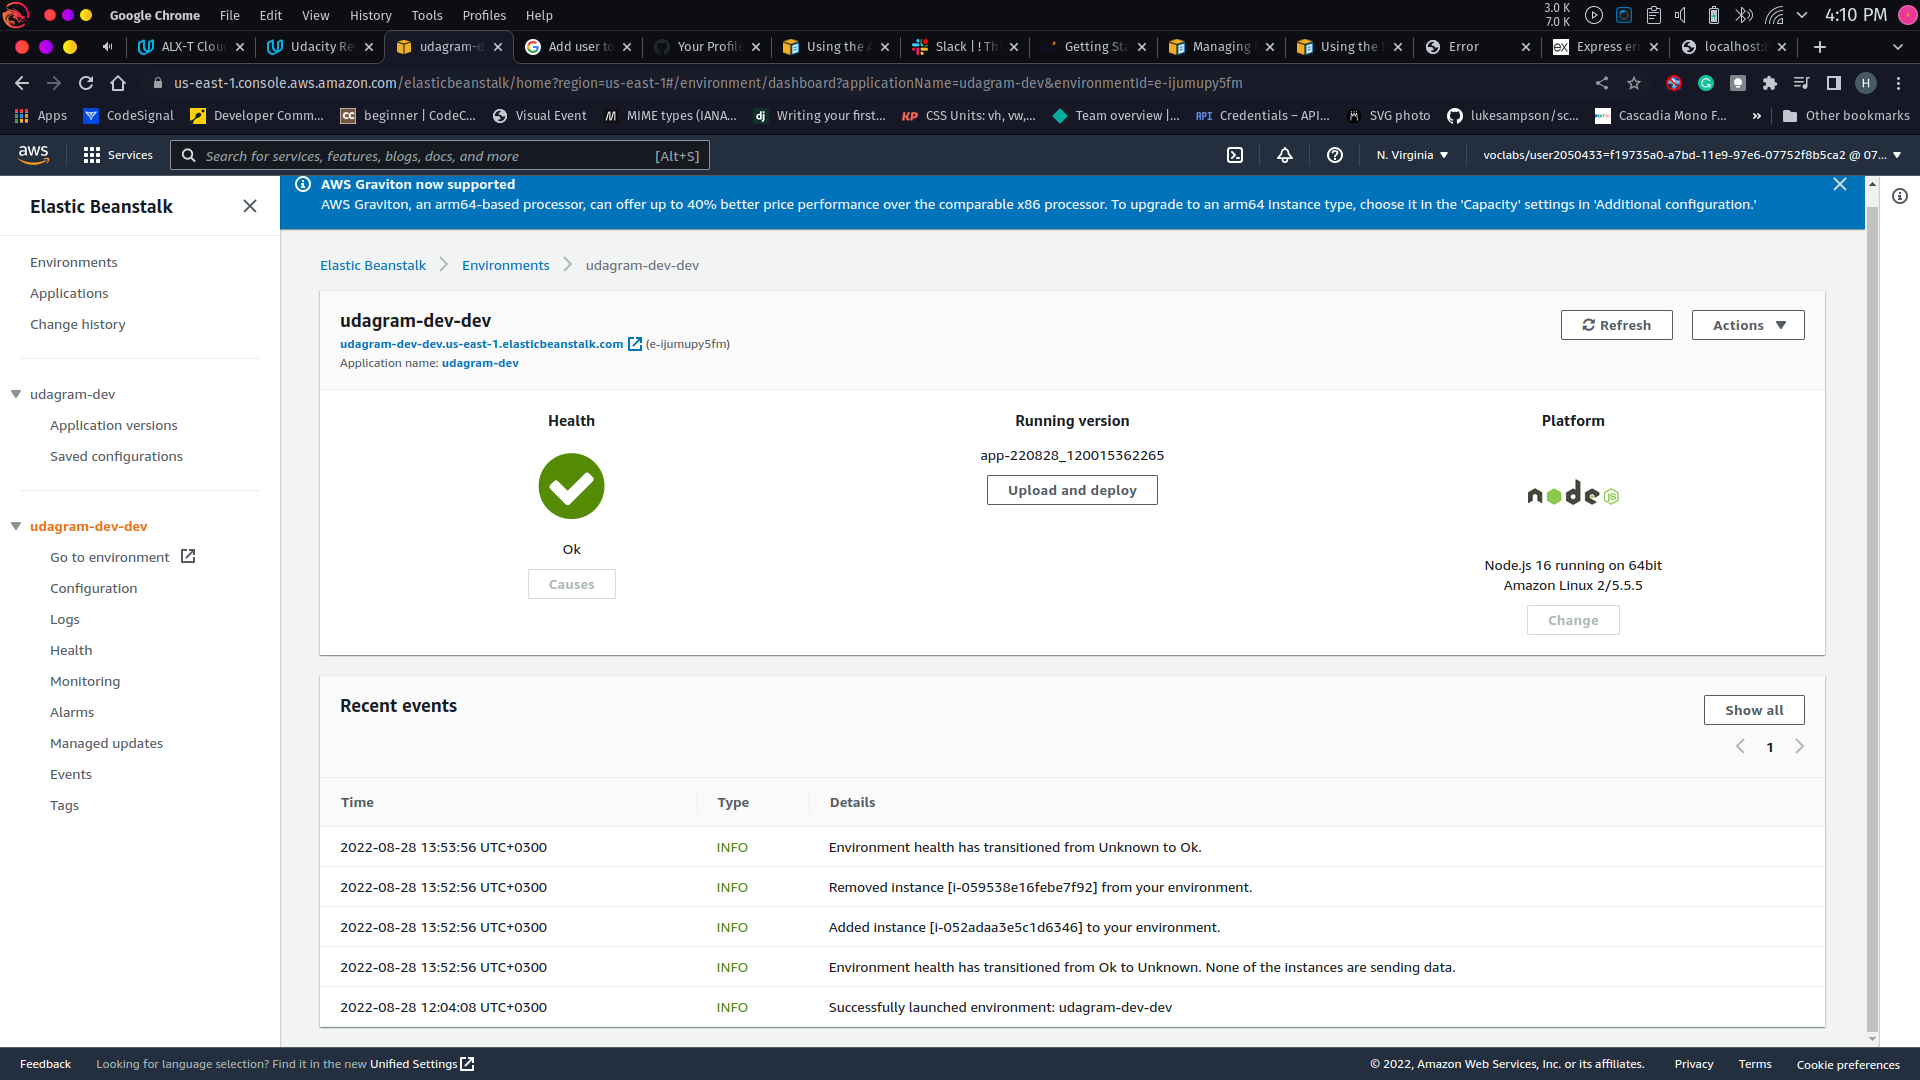 Google Chrome File Edit View History Tools Profiles Help
3.0 K
7.0 K
4:10 PM
ALX-T Clou
Udacity Re
udagram-d
Add user to
Your Profile
Using the A
Slack | ! Th
Getting Sta
Managing
Using the
Error
Express er
localhost:8
us-east-1.console.aws.amazon.com/elasticbeanstalk/home?region=us-east-1#/environment/dashboard?applicationName=udagram-dev&environmentId=e-ijumupy5fm
H
Apps CodeSignal Developer Comm... beginner | CodeC... Visual Event MIME types (IANA... Writing your first... CSS Units: vh, vw,... Team overview |... Credentials – API... SVG photo lukesampson/sc... Cascadia Mono F... » Other bookmarks
aws Services Search for services, features, blogs, docs, and more [Alt+S] N. Virginia voclabs/user2050433=f19735a0-a7bd-11e9-97e6-07752f8b5ca2 @ 07...
Elastic Beanstalk
Environments
Applications
Change history
udagram-dev
Application versions
Saved configurations
udagram-dev-dev
Go to environment
Configuration
Logs
Health
Monitoring
Alarms
Managed updates
Events
Tags
AWS Graviton now supported
AWS Graviton, an arm64-based processor, can offer up to 40% better price performance over the comparable x86 processor. To upgrade to an arm64 instance type, choose it in the 'Capacity' settings in 'Additional configuration.'
Elastic Beanstalk Environments udagram-dev-dev
udagram-dev-dev
Refresh Actions
udagram-dev-dev.us-east-1.elasticbeanstalk.com (e-ijumupy5fm)
Application name: udagram-dev
Health
Ok
Causes
Running version
app-220828_120015362265
Upload and deploy
Platform
node JS
Node.js 16 running on 64bit
Amazon Linux 2/5.5.5
Change
Recent events
Show all
1
Time Type Details
2022-08-28 13:53:56 UTC+0300 INFO Environment health has transitioned from Unknown to Ok.
2022-08-28 13:52:56 UTC+0300 INFO Removed instance [i-059538e16febe7f92] from your environment.
2022-08-28 13:52:56 UTC+0300 INFO Added instance [i-052adaa3e5c1d6346] to your environment.
2022-08-28 13:52:56 UTC+0300 INFO Environment health has transitioned from Ok to Unknown. None of the instances are sending data.
2022-08-28 12:04:08 UTC+0300 INFO Successfully launched environment: udagram-dev-dev
Feedback Looking for language selection? Find it in the new Unified Settings © 2022, Amazon Web Services, Inc. or its affiliates. Privacy Terms Cookie preferences